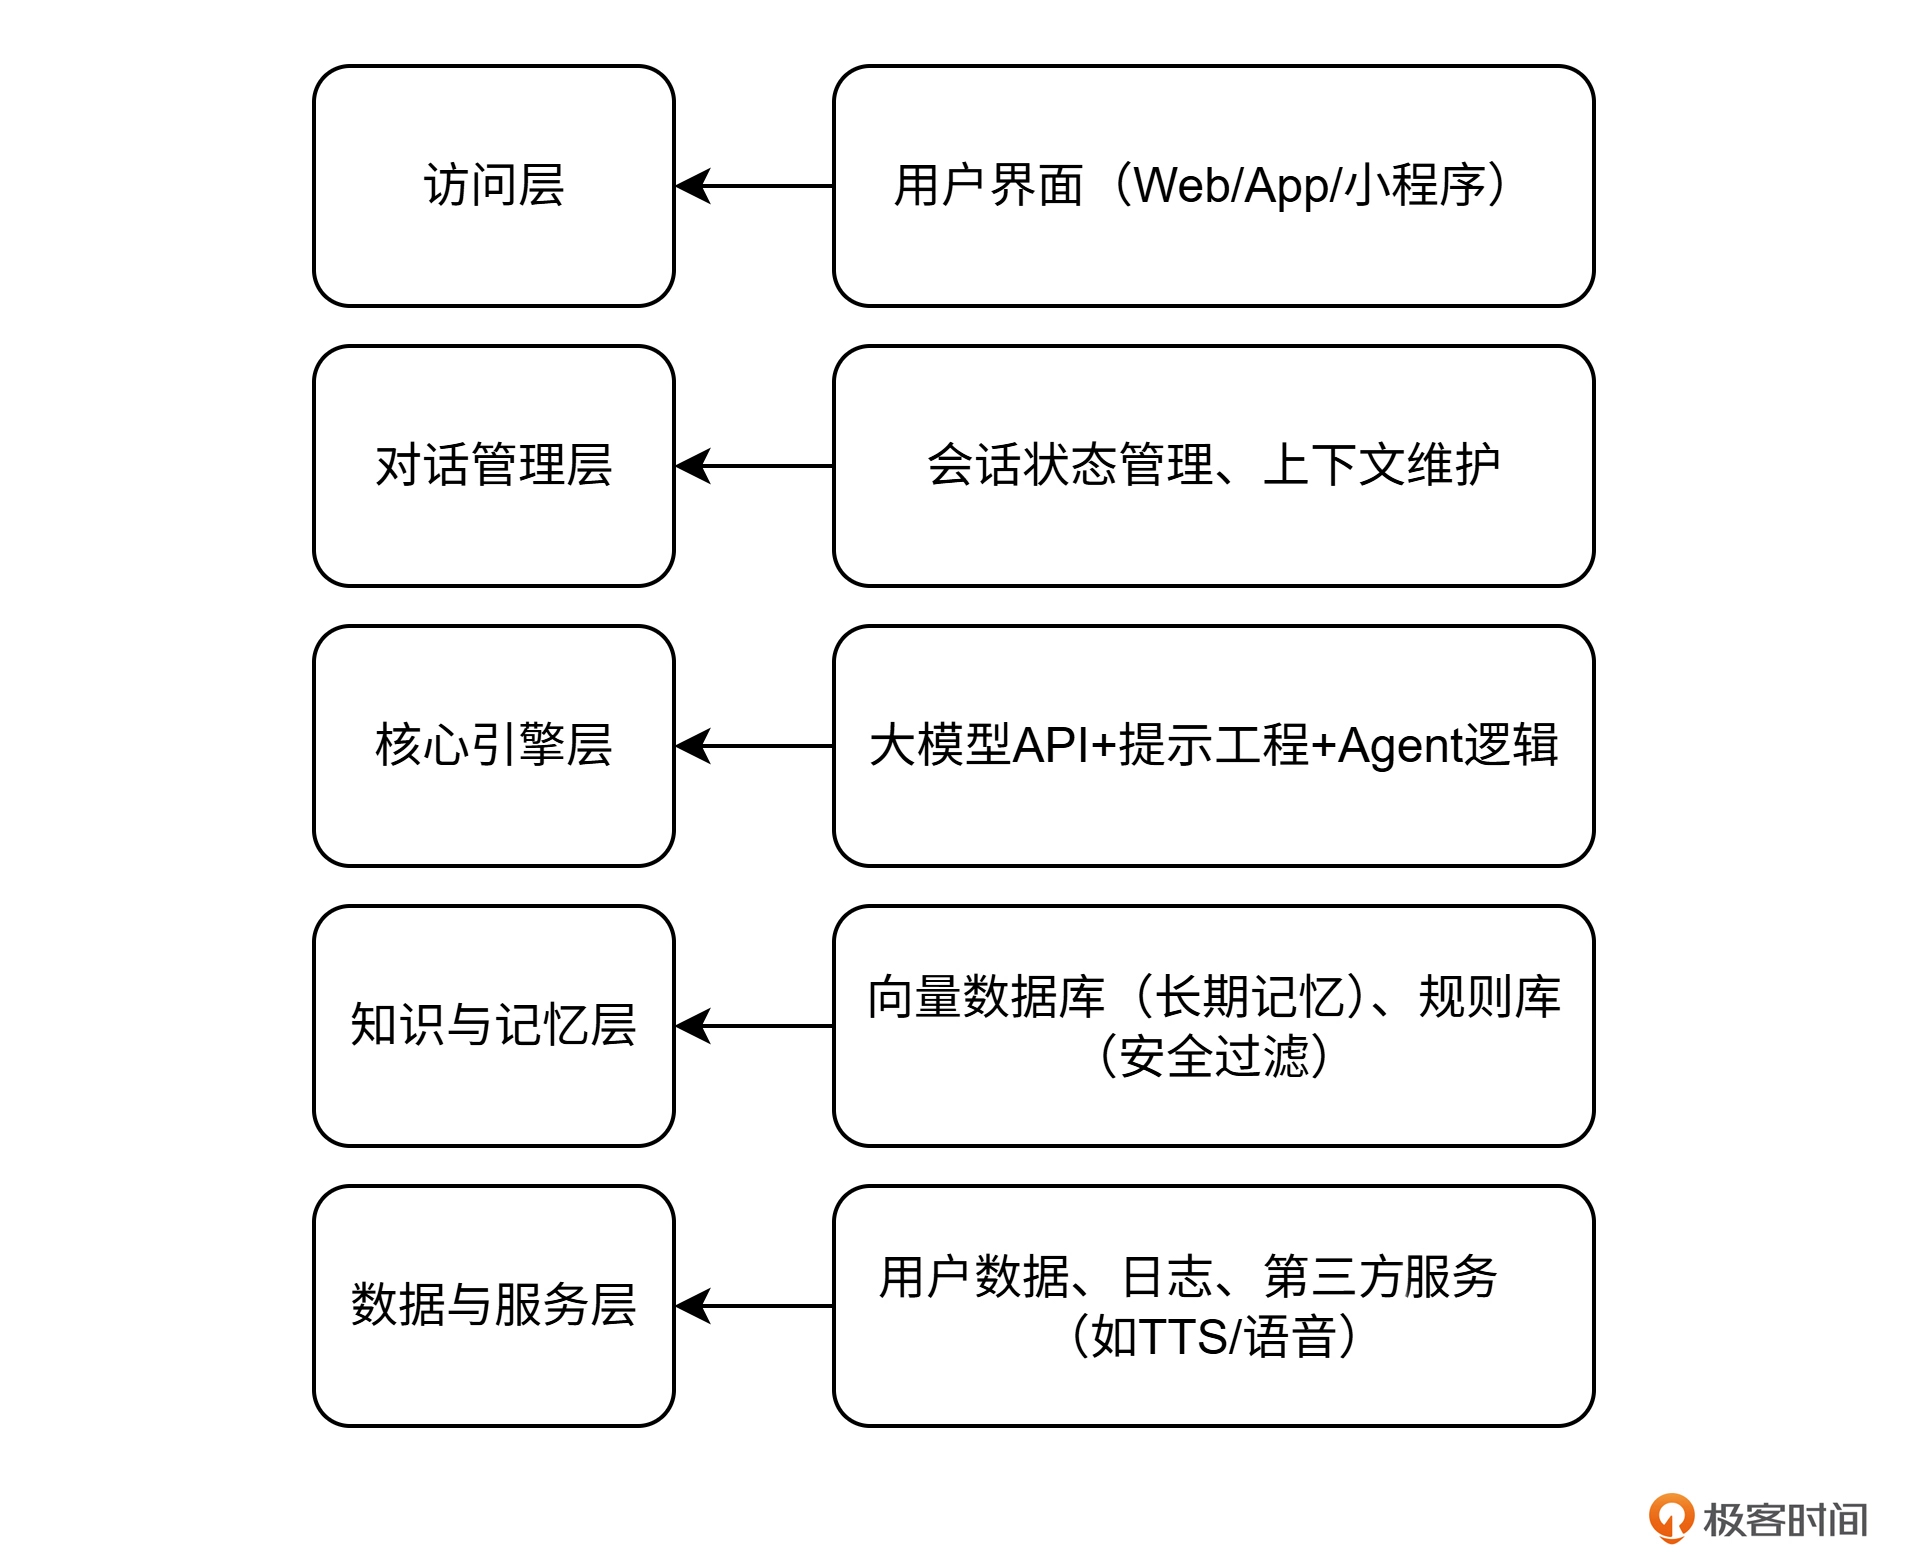 访问层
用户界面（Web/App/小程序）
对话管理层
会话状态管理、上下文维护
核心引擎层
大模型API+提示工程+Agent逻辑
知识与记忆层
向量数据库（长期记忆）、规则库
（安全过滤）
数据与服务层
用户数据、日志、第三方服务
（如TTS/语音）
极客时间